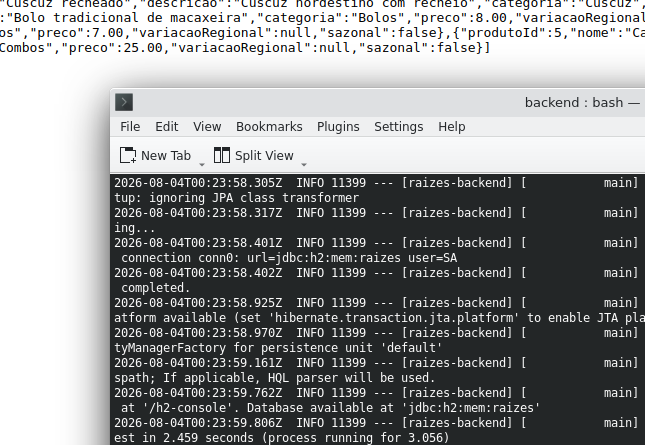 "Cuscuz recheado","descricao":"Cuscuz nordestino com recheio","categoria":"Cuscuz",
:"Bolo tradicional de macaxeira","categoria":"Bolos","preco":8.00,"variacaoRegional
os","preco":7.00,"variacaoRegional":null,"sazonal":false},{"produtoId":5,"nome":"Ca
Combos","preco":25.00,"variacaoRegional":null,"sazonal":false}]
backend : bash —
File Edit View Bookmarks Plugins Settings Help
New Tab Split View
2026-08-04T00:23:58.305Z  INFO 11399 --- [raizes-backend] [           main]
tup: ignoring JPA class transformer
2026-08-04T00:23:58.317Z  INFO 11399 --- [raizes-backend] [           main]
ing...
2026-08-04T00:23:58.401Z  INFO 11399 --- [raizes-backend] [           main]
 connection conn0: url=jdbc:h2:mem:raizes user=SA
2026-08-04T00:23:58.402Z  INFO 11399 --- [raizes-backend] [           main]
 completed.
2026-08-04T00:23:58.925Z  INFO 11399 --- [raizes-backend] [           main]
atform available (set 'hibernate.transaction.jta.platform' to enable JTA pla
2026-08-04T00:23:58.970Z  INFO 11399 --- [raizes-backend] [           main]
tyManagerFactory for persistence unit 'default'
2026-08-04T00:23:59.161Z  INFO 11399 --- [raizes-backend] [           main]
spath; If applicable, HQL parser will be used.
2026-08-04T00:23:59.762Z  INFO 11399 --- [raizes-backend] [           main]
 at '/h2-console'. Database available at 'jdbc:h2:mem:raizes'
2026-08-04T00:23:59.806Z  INFO 11399 --- [raizes-backend] [           main]
est in 2.459 seconds (process running for 3.056)